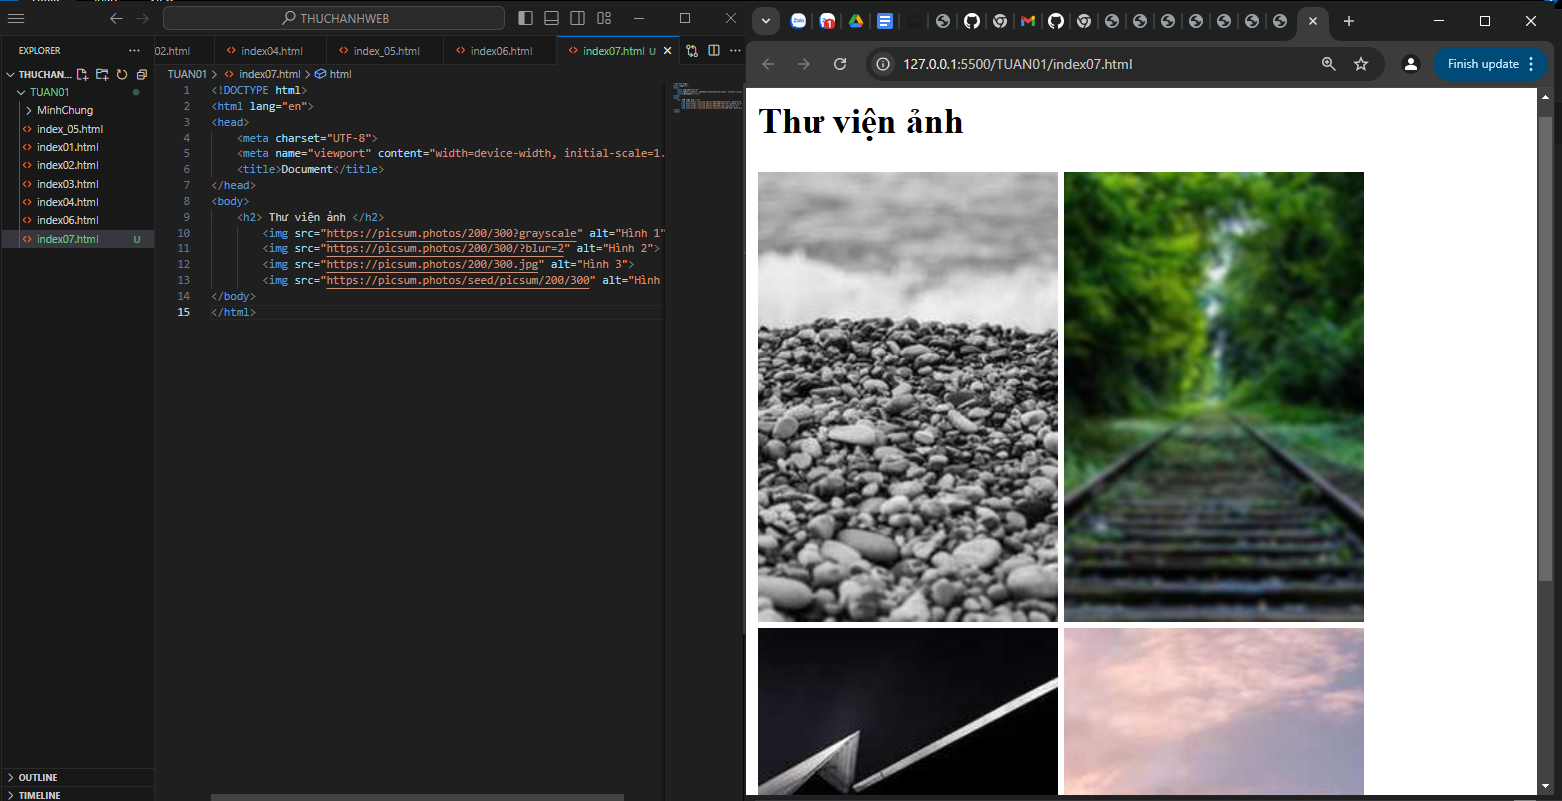 THUCHANHWEB
EXPLORER
THUCHAN...
TUAN01
MinhChung
index_05.html
index01.html
index02.html
index03.html
index04.html
index06.html
index07.html U
OUTLINE
TIMELINE
02.html index04.html index_05.html index06.html index07.html U
TUAN01 > index07.html > html
1 <!DOCTYPE html>
2 <html lang="en">
3 <head>
4 <meta charset="UTF-8">
5 <meta name="viewport" content="width=device-width, initial-scale=1.
6 <title>Document</title>
7 </head>
8 <body>
9 <h2> Thư viện ảnh </h2>
10 <img src="https://picsum.photos/200/300?grayscale" alt="Hình 1"
11 <img src="https://picsum.photos/200/300/?blur=2" alt="Hình 2">
12 <img src="https://picsum.photos/200/300.jpg" alt="Hình 3">
13 <img src="https://picsum.photos/seed/picsum/200/300" alt="Hình
14 </body>
15 </html>
Zalo
1
127.0.0.1:5500/TUAN01/index07.html
Finish update
Thư viện ảnh